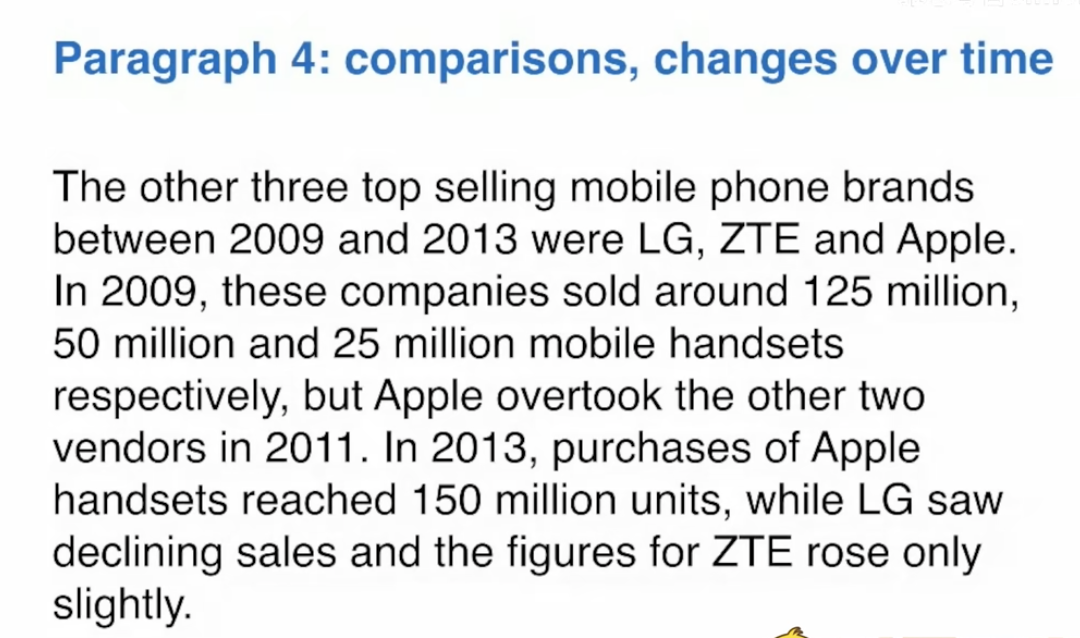 Paragraph 4: comparisons, changes over time
The other three top selling mobile phone brands
between 2009 and 2013 were LG, ZTE and Apple.
In 2009, these companies sold around 125 million,
50 million and 25 million mobile handsets
respectively, but Apple overtook the other two
vendors in 2011. In 2013, purchases of Apple
handsets reached 150 million units, while LG saw
declining sales and the figures for ZTE rose only
slightly.